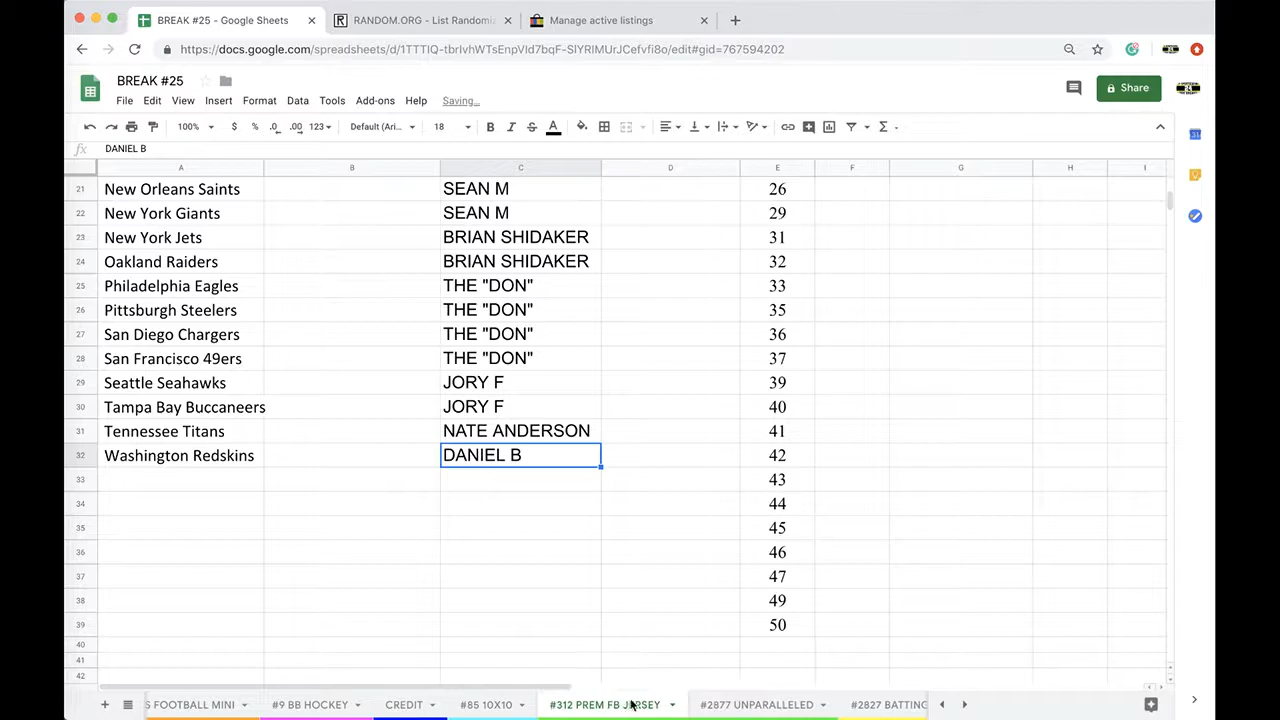 BREAK #25 - Google Sheets
RANDOM.ORG - List Randomi
Manage active listings
https://docs.google.com/spreadsheets/d/1TTTIQ-tbrIvhWTsEnpVId7bqF-SIYRIMUrJCefvfi8o/edit#gid=767594202
BREAK #25
File Edit View Insert Format Data Tools Add-ons Help Saving...
Share
100% $ % .0 .00 123 Default (Ari... 18 B I S A
fx DANIEL B
A B C D E F G H I
21 New Orleans Saints SEAN M 26
22 New York Giants SEAN M 29
23 New York Jets BRIAN SHIDAKER 31
24 Oakland Raiders BRIAN SHIDAKER 32
25 Philadelphia Eagles THE "DON" 33
26 Pittsburgh Steelers THE "DON" 35
27 San Diego Chargers THE "DON" 36
28 San Francisco 49ers THE "DON" 37
29 Seattle Seahawks JORY F 39
30 Tampa Bay Buccaneers JORY F 40
31 Tennessee Titans NATE ANDERSON 41
32 Washington Redskins DANIEL B 42
33 43
34 44
35 45
36 46
37 47
38 49
39 50
40
41
42
S FOOTBALL MINI #9 BB HOCKEY CREDIT #85 10X10 #312 PREM FB JERSEY #2877 UNPARALLELED #2827 BATTING